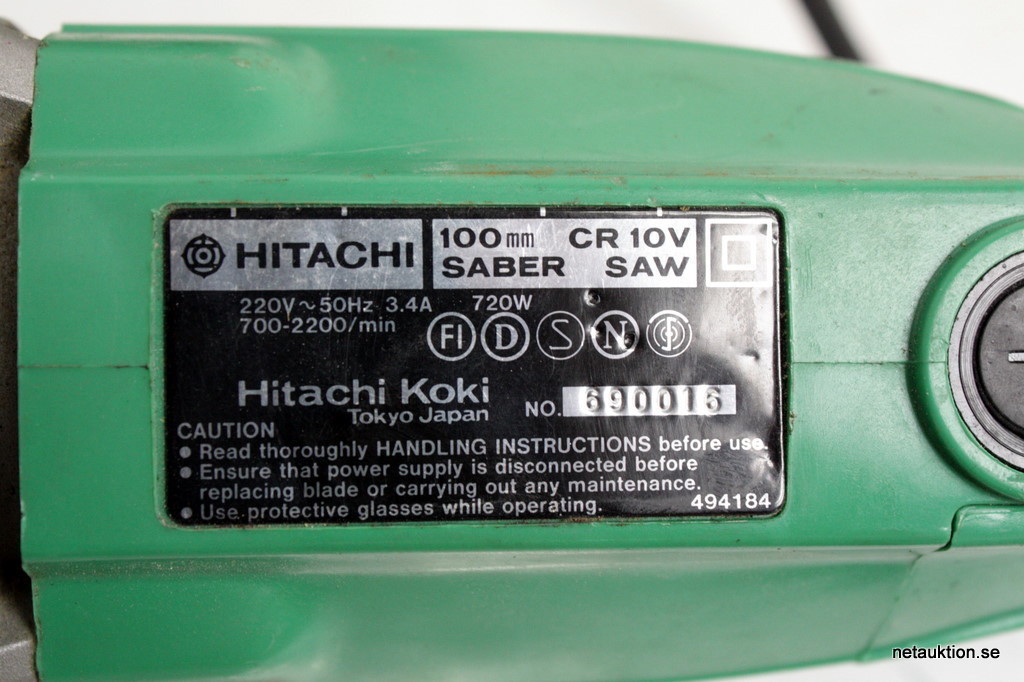 HITACHI
100mm CR 10V
SABER SAW
220V~50Hz 3.4A 720W
700-2200/min
FI D S N
Hitachi Koki
Tokyo Japan
NO. 690016
CAUTION
• Read thoroughly HANDLING INSTRUCTIONS before use.
• Ensure that power supply is disconnected before
replacing blade or carrying out any maintenance.
• Use protective glasses while operating.
494184
netauktion.se